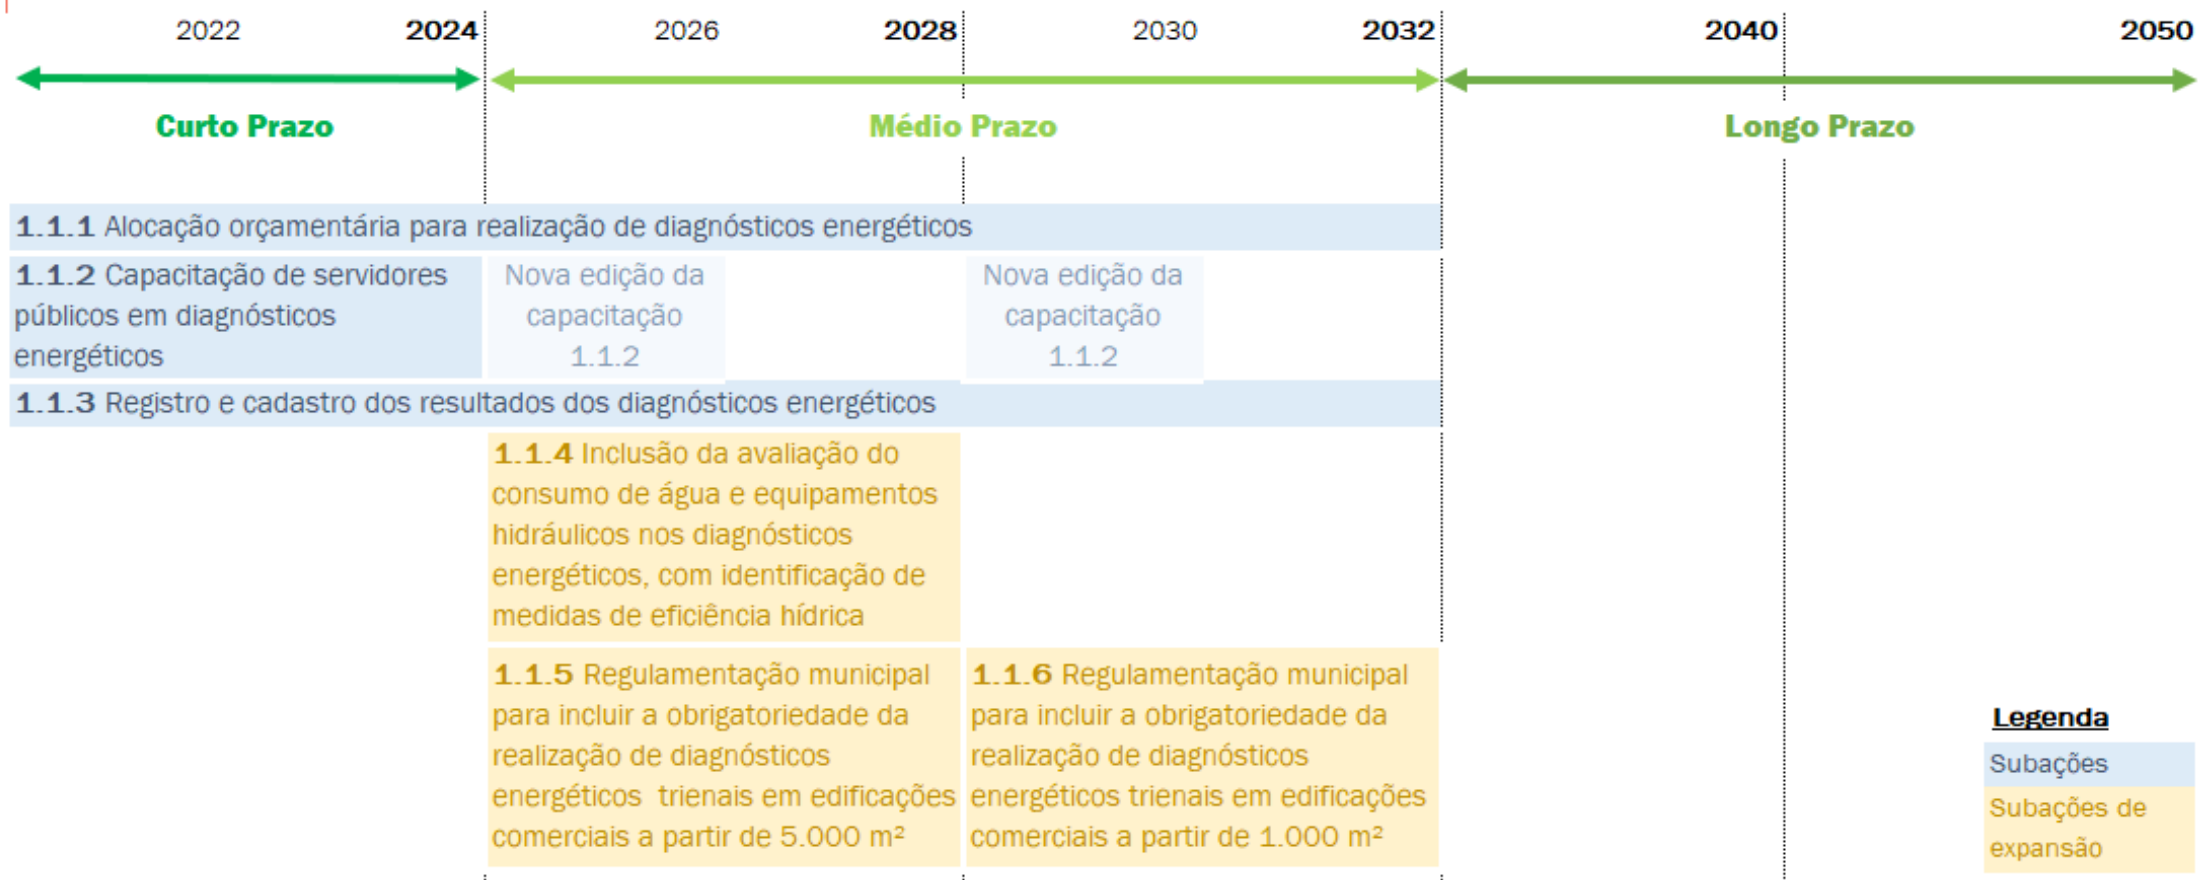 2022 2024 2026 2028 2030 2032 2040 2050
Curto Prazo Médio Prazo Longo Prazo
1.1.1 Alocação orçamentária para realização de diagnósticos energéticos
1.1.2 Capacitação de servidores
públicos em diagnósticos
energéticos
Nova edição da
capacitação
1.1.2
Nova edição da
capacitação
1.1.2
1.1.3 Registro e cadastro dos resultados dos diagnósticos energéticos
1.1.4 Inclusão da avaliação do
consumo de água e equipamentos
hidráulicos nos diagnósticos
energéticos, com identificação de
medidas de eficiência hídrica
1.1.5 Regulamentação municipal
para incluir a obrigatoriedade da
realização de diagnósticos
energéticos trienais em edificações
comerciais a partir de 5.000 m²
1.1.6 Regulamentação municipal
para incluir a obrigatoriedade da
realização de diagnósticos
energéticos trienais em edificações
comerciais a partir de 1.000 m²
Legenda
Subações
Subações de
expansão